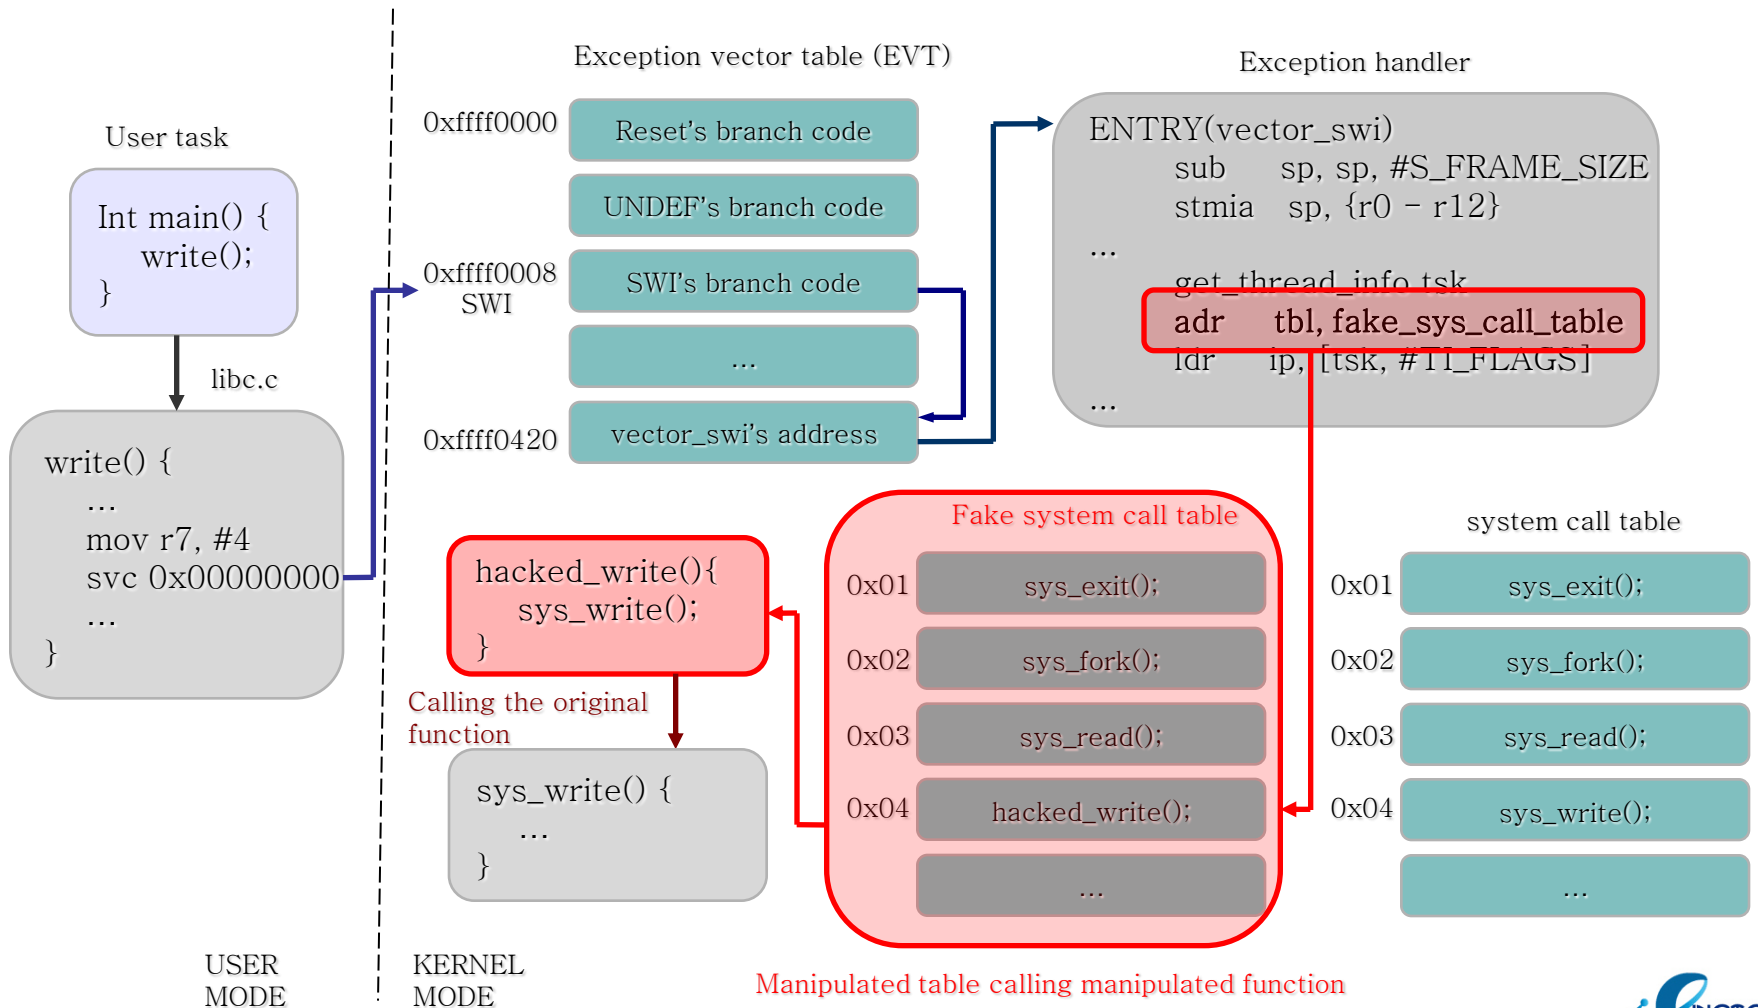 Exception vector table (EVT)
Exception handler
User task
Int main() {
write();
}
libc.c
write() {
...
mov r7, #4
svc 0x00000000
...
}
0xffff0000
Reset's branch code
UNDEF's branch code
0xffff0008
SWI
SWI's branch code
...
0xffff0420
vector_swi's address
ENTRY(vector_swi)
sub sp, sp, #S_FRAME_SIZE
stmia sp, {r0 - r12}
...
get_thread_info tsk
adr tbl, fake_sys_call_table
ldr ip, [tsk, #TI_FLAGS]
...
hacked_write(){
sys_write();
}
Calling the original
function
sys_write() {
...
}
Fake system call table
0x01 sys_exit();
0x02 sys_fork();
0x03 sys_read();
0x04 hacked_write();
...
system call table
0x01 sys_exit();
0x02 sys_fork();
0x03 sys_read();
0x04 sys_write();
...
USER
MODE
KERNEL
MODE
Manipulated table calling manipulated function